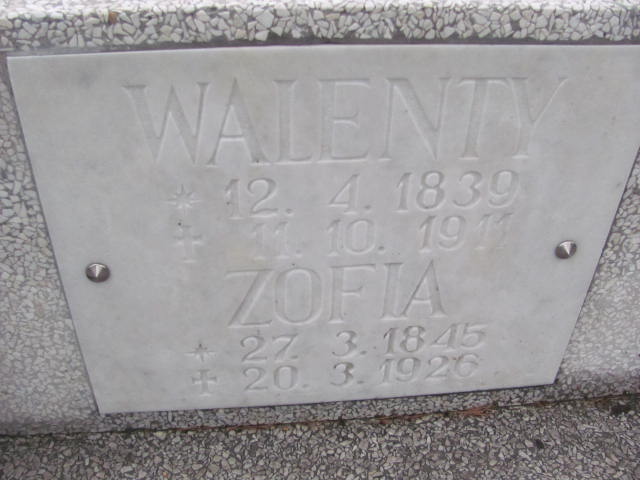 WALENTY
* 12. 4. 1839
† 11. 10. 1911
ZOFIA
* 27. 3. 1845
† 20. 3. 1926